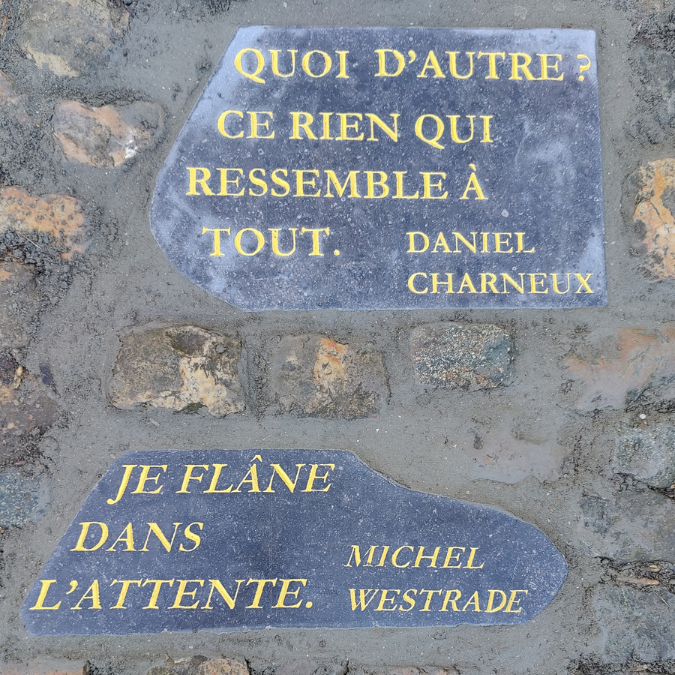 QUOI D'AUTRE ?
CE RIEN QUI
RESSEMBLE À
TOUT.
DANIEL
CHARNEUX
JE FLÂNE
DANS
L'ATTENTE.
MICHEL
WESTRADE